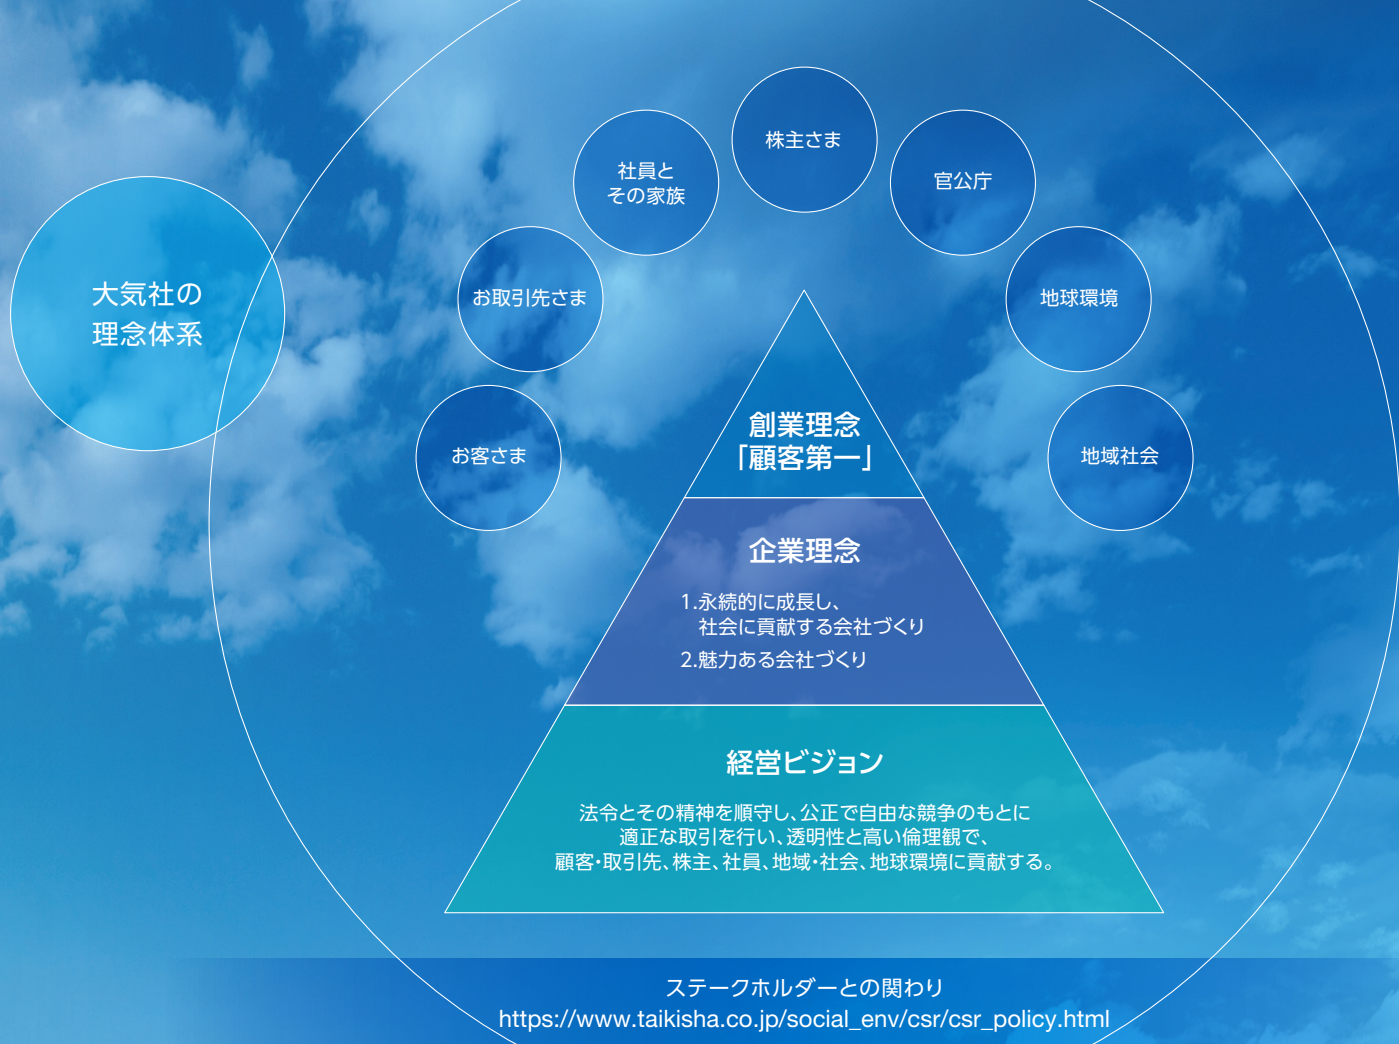 大気社の
理念体系
株主さま
社員と
その家族
官公庁
お取引先さま
地球環境
お客さま
地域社会
創業理念
「顧客第一」
企業理念
1.永続的に成長し、
社会に貢献する会社づくり
2.魅力ある会社づくり
経営ビジョン
法令とその精神を順守し、公正で自由な競争のもとに
適正な取引を行い、透明性と高い倫理観で、
顧客・取引先、株主、社員、地域・社会、地球環境に貢献する。
ステークホルダーとの関わり
https://www.taikisha.co.jp/social_env/csr/csr_policy.html